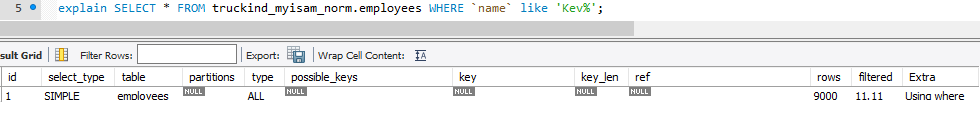 5 explain SELECT * FROM truckind_myisam_norm.employees WHERE `name` like 'Kev%';
sult Grid Filter Rows: Export: Wrap Cell Content: IA
id select_type table partitions type possible_keys key key_len ref rows filtered Extra
1 SIMPLE employees NULL ALL NULL NULL NULL NULL 9000 11.11 Using where